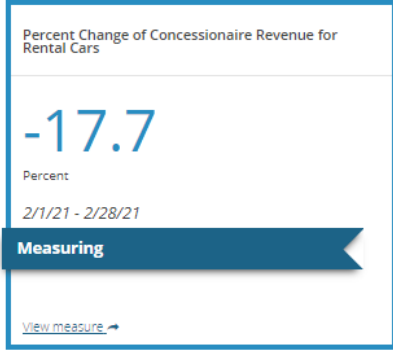 Percent Change of Concessionaire Revenue for
Rental Cars
-17.7
Percent
2/1/21 - 2/28/21
Measuring
View measure